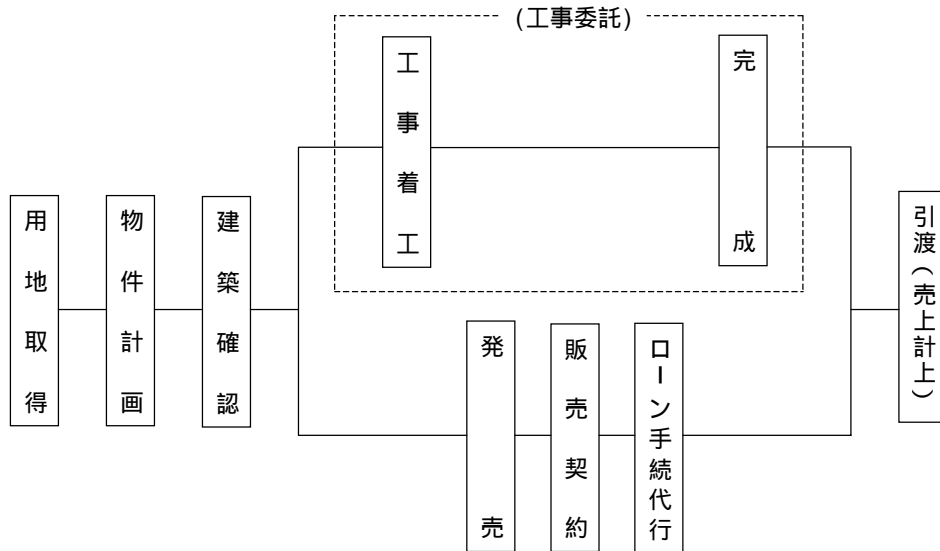 (工事委託)
工事着工
完成
用地取得
物件計画
建築確認
発売
販売契約
ローン手続代行
引渡(売上計上)